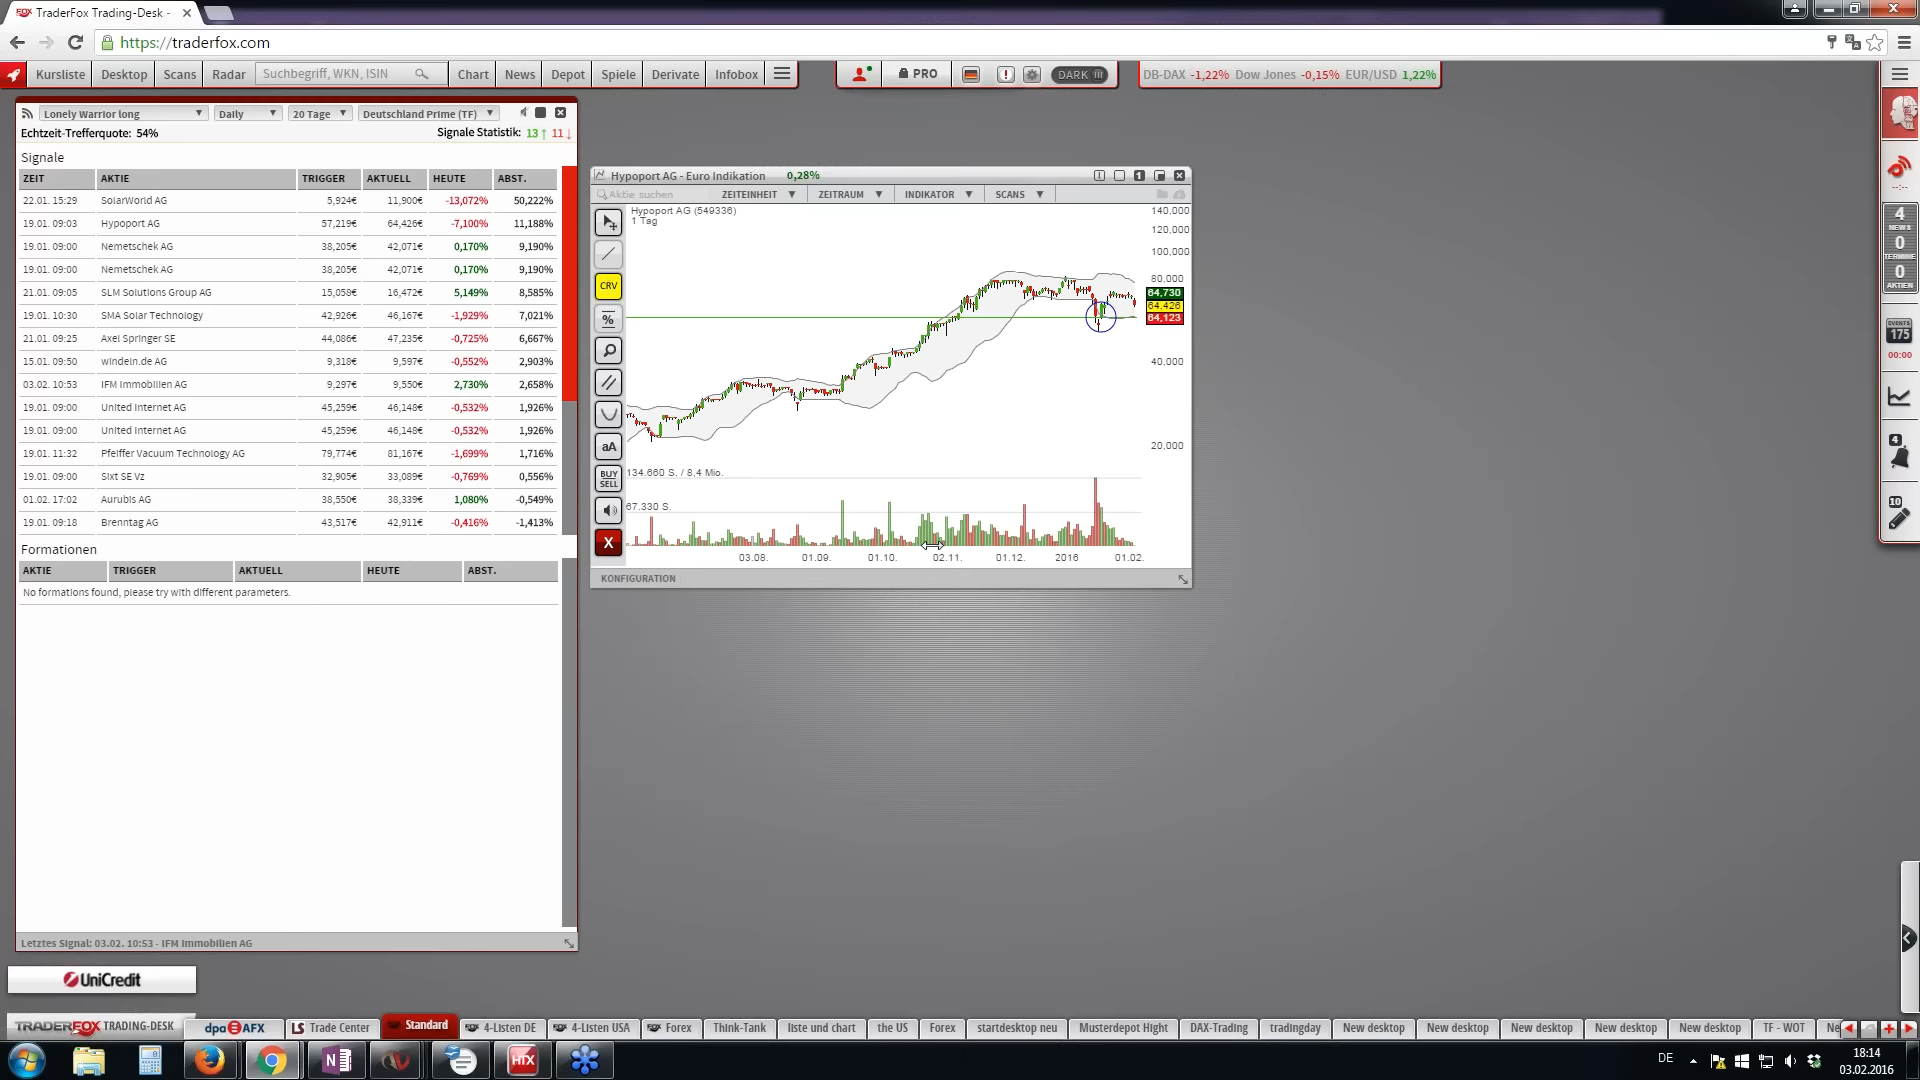 TraderFox Trading-Desk -
https://traderfox.com
Kursliste Desktop Scans Radar Suchbegriff, WKN, ISIN Chart News Depot Spiele Derivate Infobox PRO DARK DB-DAX -1,22% Dow Jones -0,15% EUR/USD 1,22%
Lonely Warrior long Daily 20 Tage Deutschland Prime (TF)
Echtzeit-Trefferquote: 54% Signale Statistik: 13 ↑ 11 ↓
Signale
ZEIT AKTIE TRIGGER AKTUELL HEUTE ABST.
22.01. 15:29 SolarWorld AG 5,924€ 11,900€ -13,072% 50,222%
19.01. 09:03 Hypoport AG 57,219€ 64,426€ -7,100% 11,188%
19.01. 09:00 Nemetschek AG 38,205€ 42,071€ 0,170% 9,190%
19.01. 09:00 Nemetschek AG 38,205€ 42,071€ 0,170% 9,190%
21.01. 09:05 SLM Solutions Group AG 15,058€ 16,472€ 5,149% 8,585%
19.01. 10:30 SMA Solar Technology 42,926€ 46,167€ -1,929% 7,021%
21.01. 09:25 Axel Springer SE 44,086€ 47,235€ -0,725% 6,667%
15.01. 09:50 windeln.de AG 9,318€ 9,597€ -0,552% 2,903%
03.02. 10:53 IFM Immobilien AG 9,297€ 9,550€ 2,730% 2,658%
19.01. 09:00 United Internet AG 45,259€ 46,148€ -0,532% 1,926%
19.01. 09:00 United Internet AG 45,259€ 46,148€ -0,532% 1,926%
19.01. 11:32 Pfeiffer Vacuum Technology AG 79,774€ 81,167€ -1,699% 1,716%
19.01. 09:00 Sixt SE Vz 32,905€ 33,089€ -0,769% 0,556%
01.02. 17:02 Aurubis AG 38,550€ 38,339€ 1,080% -0,549%
19.01. 09:18 Brenntag AG 43,517€ 42,911€ -0,416% -1,413%
Formationen
AKTIE TRIGGER AKTUELL HEUTE ABST.
No formations found, please try with different parameters.
Letztes Signal: 03.02. 10:53 - IFM Immobilien AG
Hypoport AG - Euro Indikation 0,28%
Aktie suchen ZEITEINHEIT ZEITRAUM INDIKATOR SCANS
Hypoport AG (549336)
1 Tag
140,000
120,000
100,000
80,000
64,730
64,426
64,123
40,000
20,000
CRV
%
aA
BUY
SELL
X
134.660 S. / 8,4 Mio.
67.330 S.
03.08. 01.09. 01.10. 02.11. 01.12. 2016 01.02.
KONFIGURATION
--:--
4
NEWS
0
TERMINE
0
AKTIEN
EVENTS
175
00:00
4
10
UniCredit
TRADERFOX TRADING-DESK dpa AFX LS Trade Center Standard 4-Listen DE 4-Listen USA Forex Think-Tank liste und chart the US Forex startdesktop neu Musterdepot Hight DAX-Trading tradingday New desktop New desktop New desktop New desktop New desktop TF - WOT Ne
HTX
DE
18:14
03.02.2016